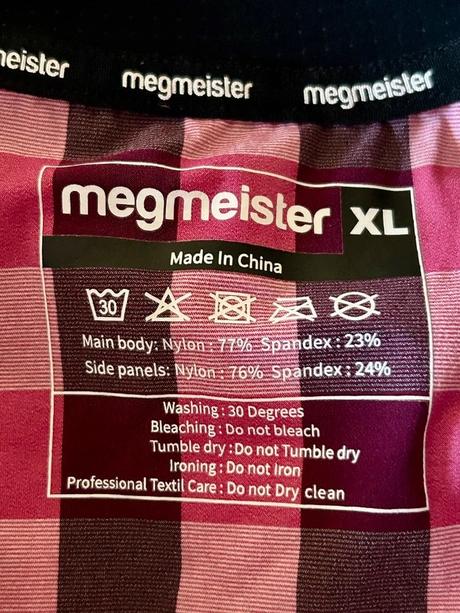 meister megmeister megmeister
megmeister XL
Made In China
30
Main body: Nylon : 77% Spandex : 23%
Side panels: Nylon : 76% Spandex : 24%
Washing : 30 Degrees
Bleaching : Do not bleach
Tumble dry : Do not Tumble dry
Ironing : Do not Iron
Professional Textil Care : Do not Dry clean